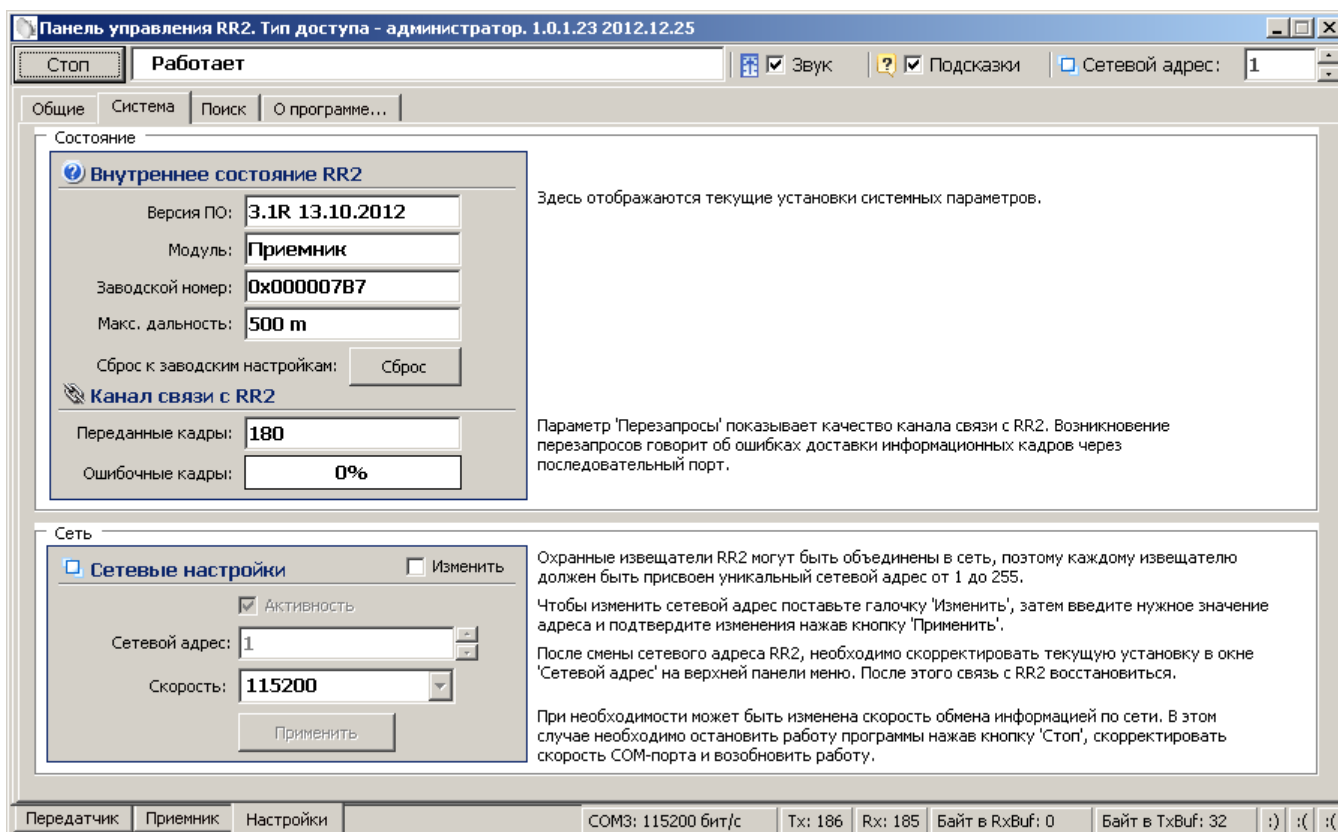 Панель управления RR2. Тип доступа - администратор. 1.0.1.23 2012.12.25
Стоп
Работает
Звук
Подсказки
Сетевой адрес:
1
Общие
Система
Поиск
О программе...
Состояние
Внутреннее состояние RR2
Версия ПО:
3.1R 13.10.2012
Модуль:
Приемник
Заводской номер:
0x000007B7
Макс. дальность:
500 m
Сброс к заводским настройкам:
Сброс
Канал связи с RR2
Переданные кадры:
180
Ошибочные кадры:
0%
Здесь отображаются текущие установки системных параметров.
Параметр 'Перезапросы' показывает качество канала связи с RR2. Возникновение
перезапросов говорит об ошибках доставки информационных кадров через
последовательный порт.
Сеть
Сетевые настройки
Изменить
Активность
Сетевой адрес:
1
Скорость:
115200
Применить
Охранные извещатели RR2 могут быть объединены в сеть, поэтому каждому извещателю
должен быть присвоен уникальный сетевой адрес от 1 до 255.
Чтобы изменить сетевой адрес поставьте галочку 'Изменить', затем введите нужное значение
адреса и подтвердите изменения нажав кнопку 'Применить'.
После смены сетевого адреса RR2, необходимо скорректировать текущую установку в окне
'Сетевой адрес' на верхней панели меню. После этого связь с RR2 восстановиться.
При необходимости может быть изменена скорость обмена информацией по сети. В этом
случае необходимо остановить работу программы нажав кнопку 'Стоп', скорректировать
скорость COM-порта и возобновить работу.
Передатчик
Приемник
Настройки
COM3: 115200 бит/с
Tx: 186
Rx: 185
Байт в RxBuf: 0
Байт в TxBuf: 32
:)
:(
:(